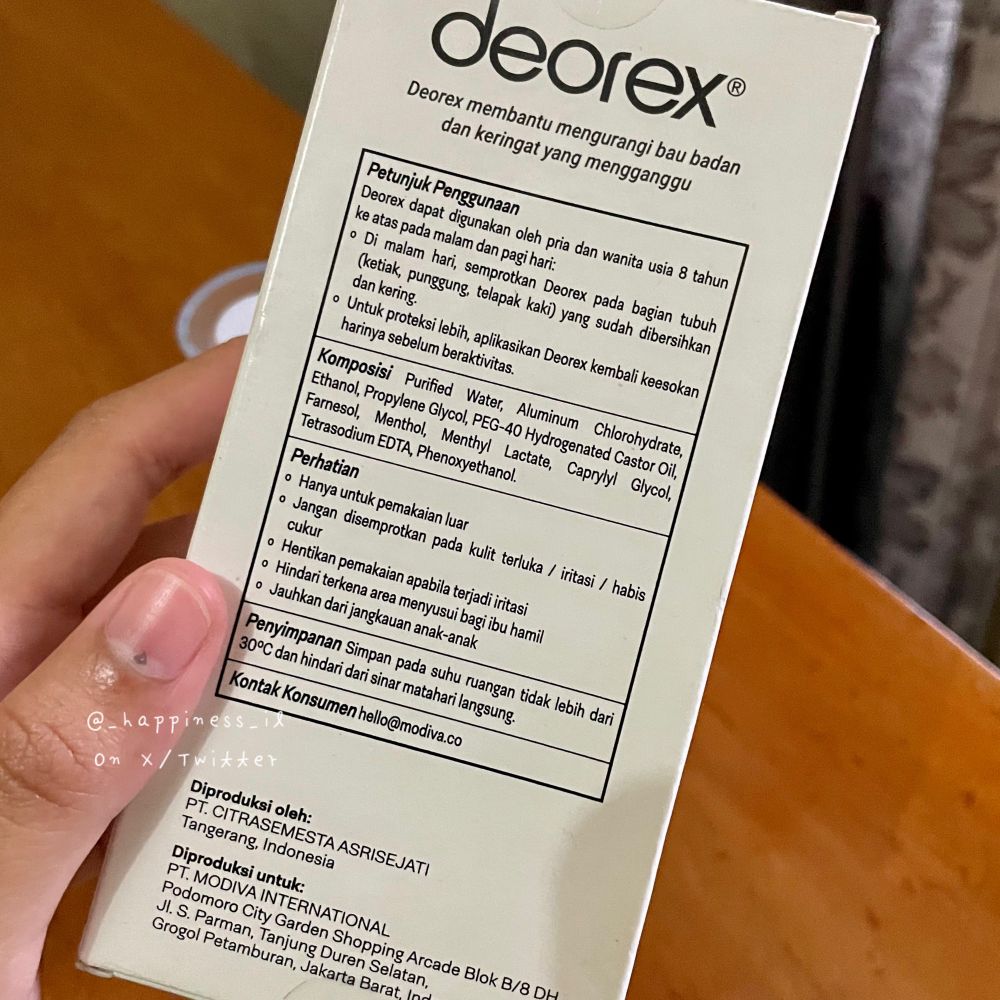 deorex®
Deorex membantu mengurangi bau badan
dan keringat yang mengganggu
Petunjuk Penggunaan
Deorex dapat digunakan oleh pria dan wanita usia 8 tahun
ke atas pada malam dan pagi hari:
o Di malam hari, semprotkan Deorex pada bagian tubuh
(ketiak, punggung, telapak kaki) yang sudah dibersihkan
dan kering.
o Untuk proteksi lebih, aplikasikan Deorex kembali keesokan
harinya sebelum beraktivitas.
Komposisi Purified Water, Aluminum Chlorohydrate,
Ethanol, Propylene Glycol, PEG-40 Hydrogenated Castor Oil,
Farnesol, Menthol, Menthyl Lactate, Caprylyl Glycol,
Tetrasodium EDTA, Phenoxyethanol.
Perhatian
o Hanya untuk pemakaian luar
o Jangan disemprotkan pada kulit terluka / iritasi / habis
cukur
o Hentikan pemakaian apabila terjadi iritasi
o Hindari terkena area menyusui bagi ibu hamil
o Jauhkan dari jangkauan anak-anak
Penyimpanan Simpan pada suhu ruangan tidak lebih dari
30°C dan hindari dari sinar matahari langsung.
Kontak Konsumen hello@modiva.co
@_happiness_il
On X/Twitter
Diproduksi oleh:
PT. CITRASEMESTA ASRISEJATI
Tangerang, Indonesia
Diproduksi untuk:
PT. MODIVA INTERNATIONAL
Podomoro City Garden Shopping Arcade Blok B/8 DH
Jl. S. Parman, Tanjung Duren Selatan,
Grogol Petamburan, Jakarta Barat,